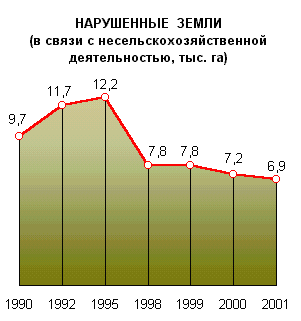 НАРУШЕННЫЕ ЗЕМЛИ
(в связи с несельскохозяйственной
деятельностью, тыс. га)
9,7
11,7
12,2
7,8
7,8
7,2
6,9
1990 1992 1995 1998 1999 2000 2001